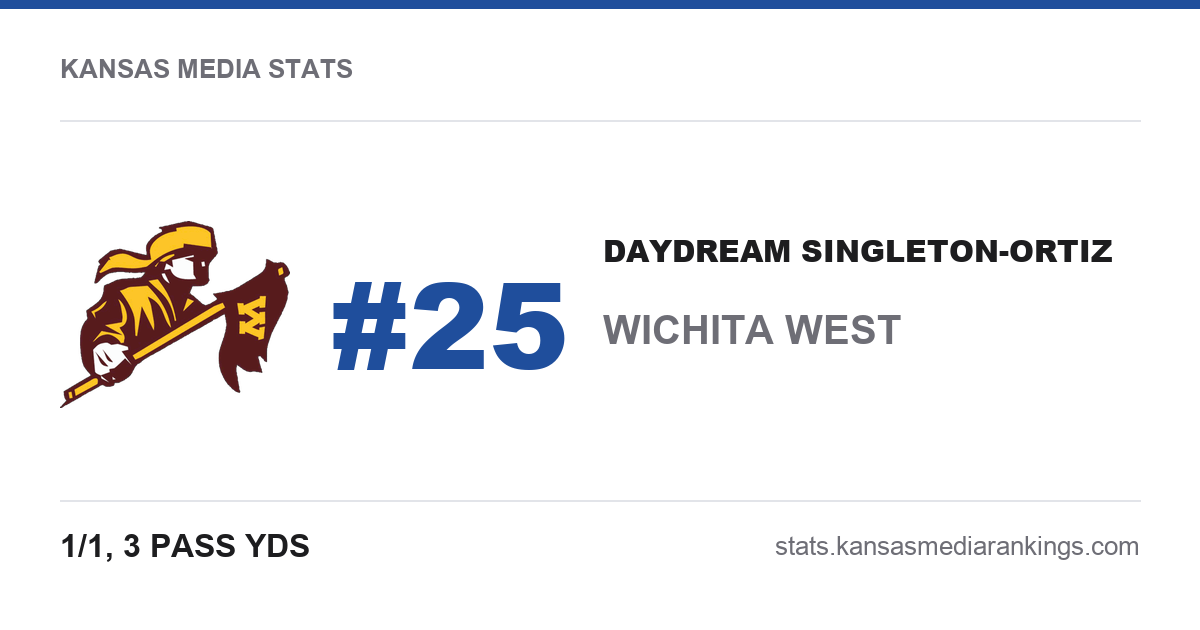 KANSAS MEDIA STATS
W
#25
DAYDREAM SINGLETON-ORTIZ
WICHITA WEST
1/1, 3 PASS YDS
stats.kansasmediarankings.com